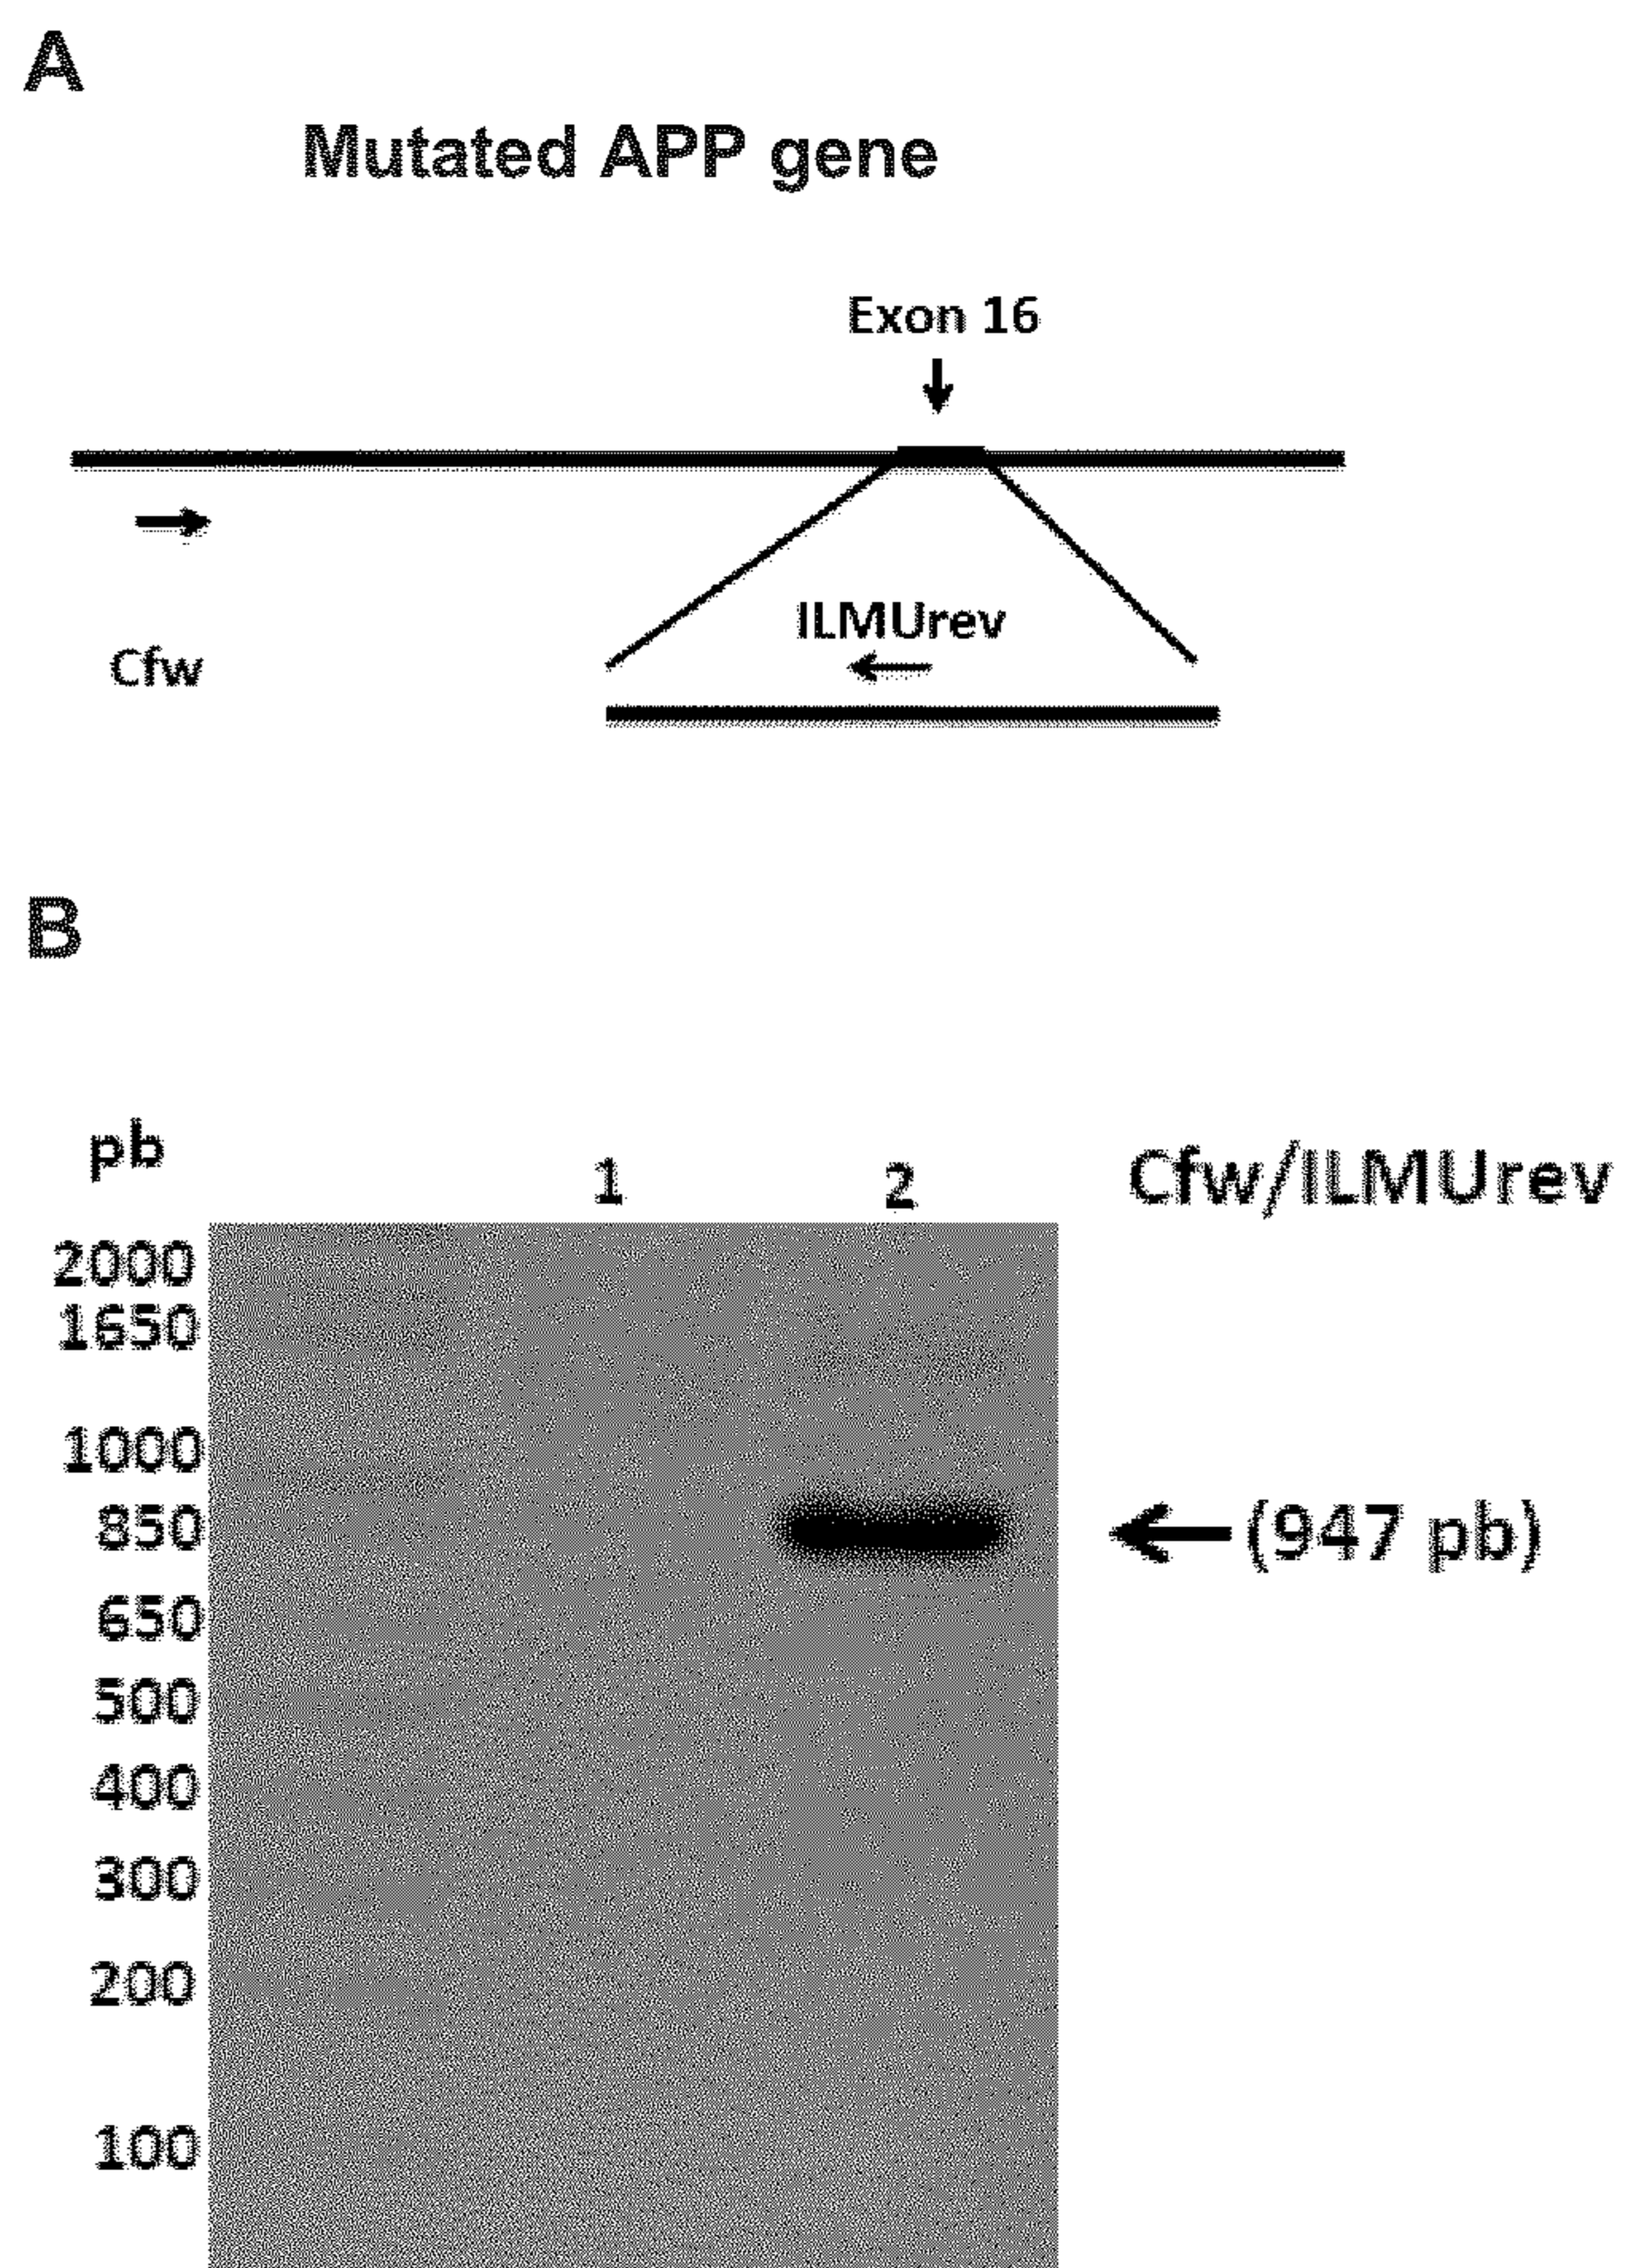 A
Mutated APP gene
Exon 16
ILMUrev
Cfw
B
pb
1 2 Cfw/ILMUrev
2000
1650
1000
850 (947 pb)
650
500
400
300
200
100